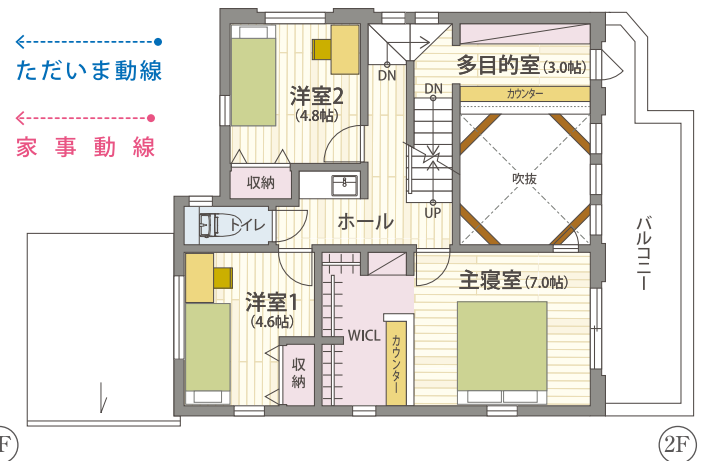 ただいま動線
家事動線
洋室2
(4.8帖)
収納
DN
DN
UP
多目的室(3.0帖)
カウンター
吹抜
バルコニー
トイレ
ホール
洋室1
(4.6帖)
収納
WICL
カウンター
主寝室(7.0帖)
F
2F